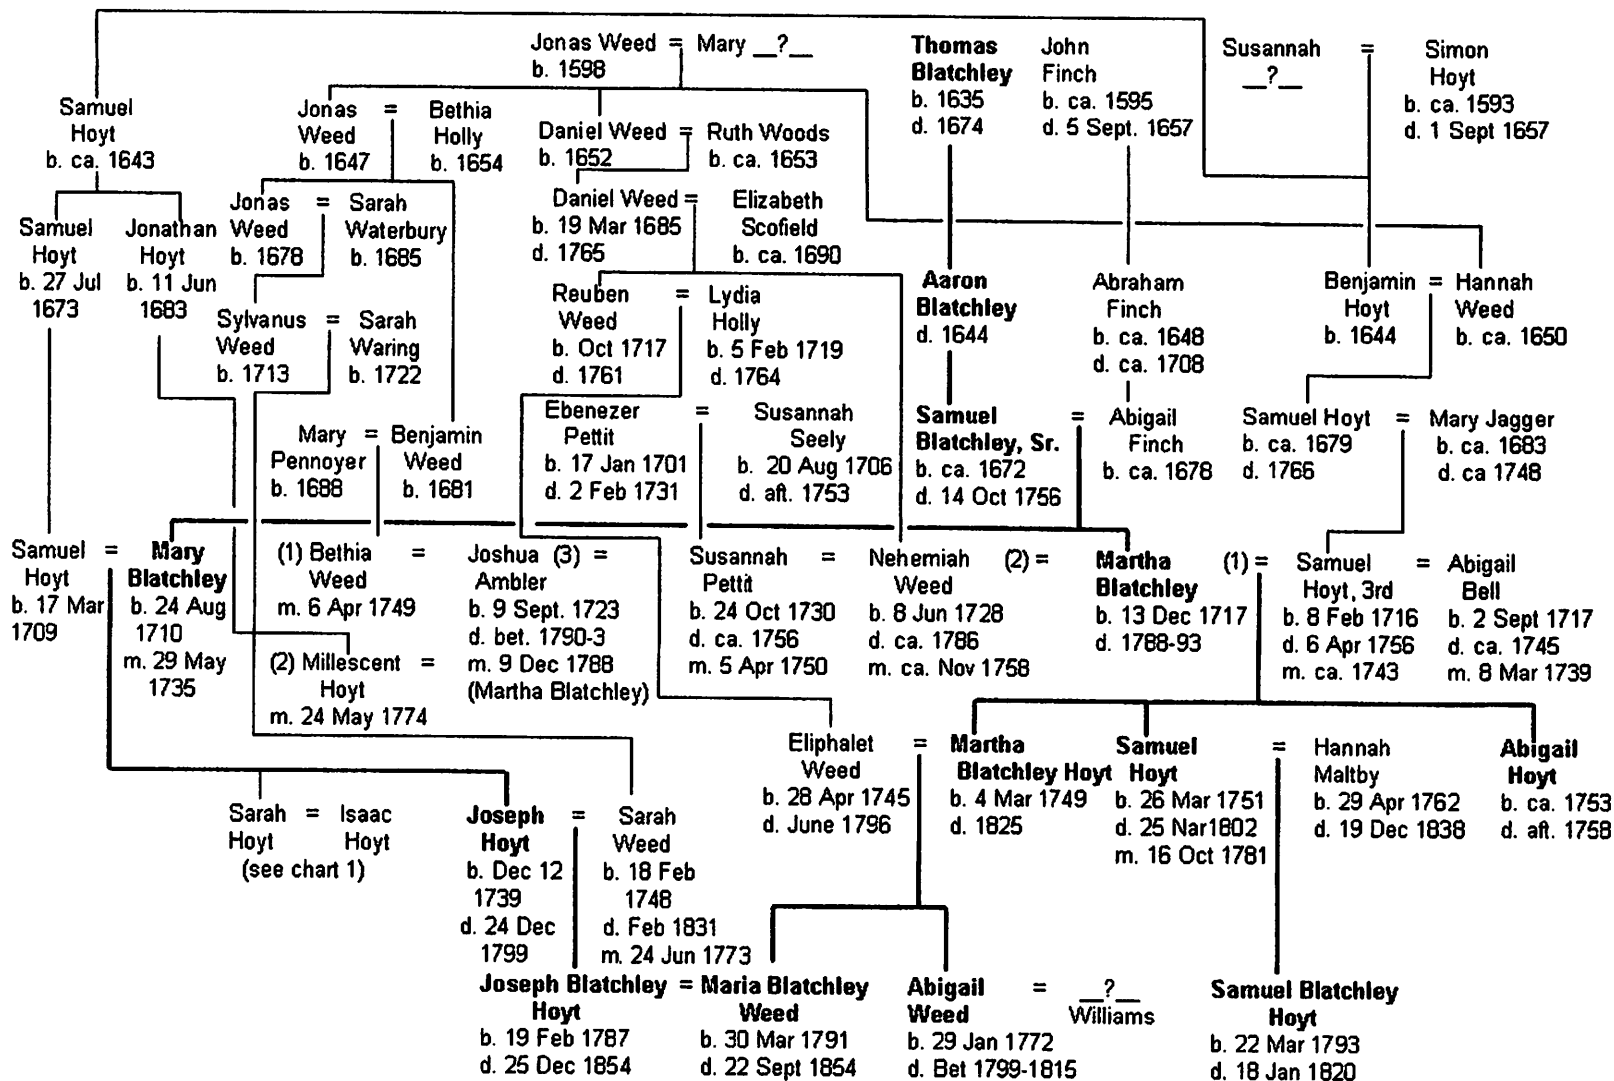 Jonas Weed = Mary __?__
b. 1598
Thomas
Blatchley
b. 1635
d. 1674
John
Finch
b. ca. 1595
d. 5 Sept. 1657
Susannah = Simon
__?__
Hoyt
b. ca. 1593
d. 1 Sept 1657
Samuel
Hoyt
b. ca. 1643
Jonas =
Weed
b. 1647
Bethia
Holly
b. 1654
Daniel Weed =
b. 1652
Ruth Woods
b. ca. 1653
Samuel
Hoyt
b. 27 Jul
1673
Jonathan
Hoyt
b. 11 Jun
1683
Jonas =
Weed
b. 1678
Sarah
Waterbury
b. 1685
Daniel Weed =
b. 19 Mar 1685
d. 1765
Elizabeth
Scofield
b. ca. 1690
Aaron
Blatchley
d. 1644
Abraham
Finch
b. ca. 1648
d. ca. 1708
Benjamin =
Hoyt
b. 1644
Hannah
Weed
b. ca. 1650
Sylvanus =
Weed
b. 1713
Sarah
Waring
b. 1722
Reuben =
Weed
b. Oct 1717
d. 1761
Lydia
Holly
b. 5 Feb 1719
d. 1764
Mary =
Pennoyer
b. 1688
Benjamin
Weed
b. 1681
Ebenezer =
Pettit
b. 17 Jan 1701
d. 2 Feb 1731
Susannah
Seely
b. 20 Aug 1706
d. aft. 1753
Samuel =
Blatchley, Sr.
b. ca. 1672
d. 14 Oct 1756
Abigail
Finch
b. ca. 1678
Samuel Hoyt =
b. ca. 1679
d. 1766
Mary Jagger
b. ca. 1683
d. ca 1748
Samuel =
Hoyt
b. 17 Mar
1709
Mary
Blatchley
b. 24 Aug
1710
m. 29 May
1735
(1) Bethia =
Weed
m. 6 Apr 1749
(2) Millescent =
Hoyt
m. 24 May 1774
Joshua (3) =
Ambler
b. 9 Sept. 1723
d. bet. 1790-3
m. 9 Dec 1788
(Martha Blatchley)
Susannah =
Pettit
b. 24 Oct 1730
d. ca. 1756
m. 5 Apr 1750
Nehemiah (2) =
Weed
b. 8 Jun 1728
d. ca. 1786
m. ca. Nov 1758
Martha (1) =
Blatchley
b. 13 Dec 1717
d. 1788-93
Samuel =
Hoyt, 3rd
b. 8 Feb 1716
d. 6 Apr 1756
m. ca. 1743
Abigail
Bell
b. 2 Sept 1717
d. ca. 1745
m. 8 Mar 1739
Eliphalet =
Weed
b. 28 Apr 1745
d. June 1796
Martha
Blatchley Hoyt
b. 4 Mar 1749
d. 1825
Samuel =
Hoyt
b. 26 Mar 1751
d. 25 Nar1802
m. 16 Oct 1781
Hannah
Maltby
b. 29 Apr 1762
d. 19 Dec 1838
Abigail
Hoyt
b. ca. 1753
d. aft. 1758
Sarah = Isaac
Hoyt Hoyt
(see chart 1)
Joseph =
Hoyt
b. Dec 12
1739
d. 24 Dec
1799
Sarah
Weed
b. 18 Feb
1748
d. Feb 1831
m. 24 Jun 1773
Joseph Blatchley =
Hoyt
b. 19 Feb 1787
d. 25 Dec 1854
Maria Blatchley
Weed
b. 30 Mar 1791
d. 22 Sept 1854
Abigail =
Weed
b. 29 Jan 1772
d. Bet 1799-1815
__?__
Williams
Samuel Blatchley
Hoyt
b. 22 Mar 1793
d. 18 Jan 1820